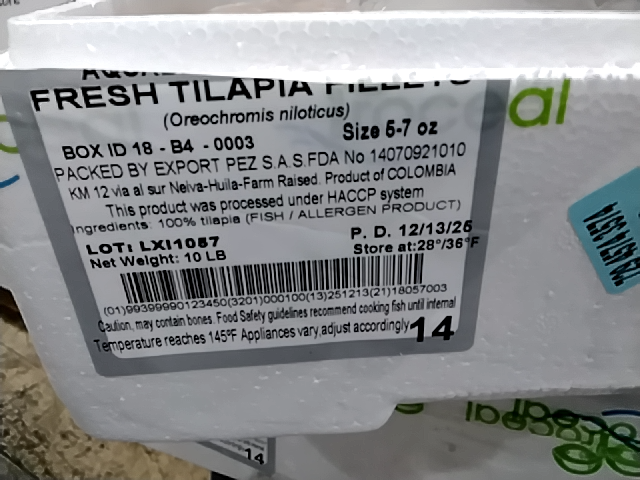 FRESH TILAPIA FILLETS
(Oreochromis niloticus)
Size 5-7 oz
BOX ID 18 - B4 - 0003
PACKED BY EXPORT PEZ S.A.S.FDA No 14070921010
KM 12 via al sur Neiva-Huila-Farm Raised. Product of COLOMBIA
This product was processed under HACCP system
Ingredients: 100% tilapia (FISH / ALLERGEN PRODUCT)
LOT: LXI1057
P. D. 12/13/25
Net Weight: 10 LB
Store at:28°/36°F
(01)99399990123450(3201)000100(13)251213(21)18057003
Caution, may contain bones. Food Safety guidelines recommend cooking fish until internal
Temperature reaches 145ºF Appliances vary,adjust accordingly
14
al
14